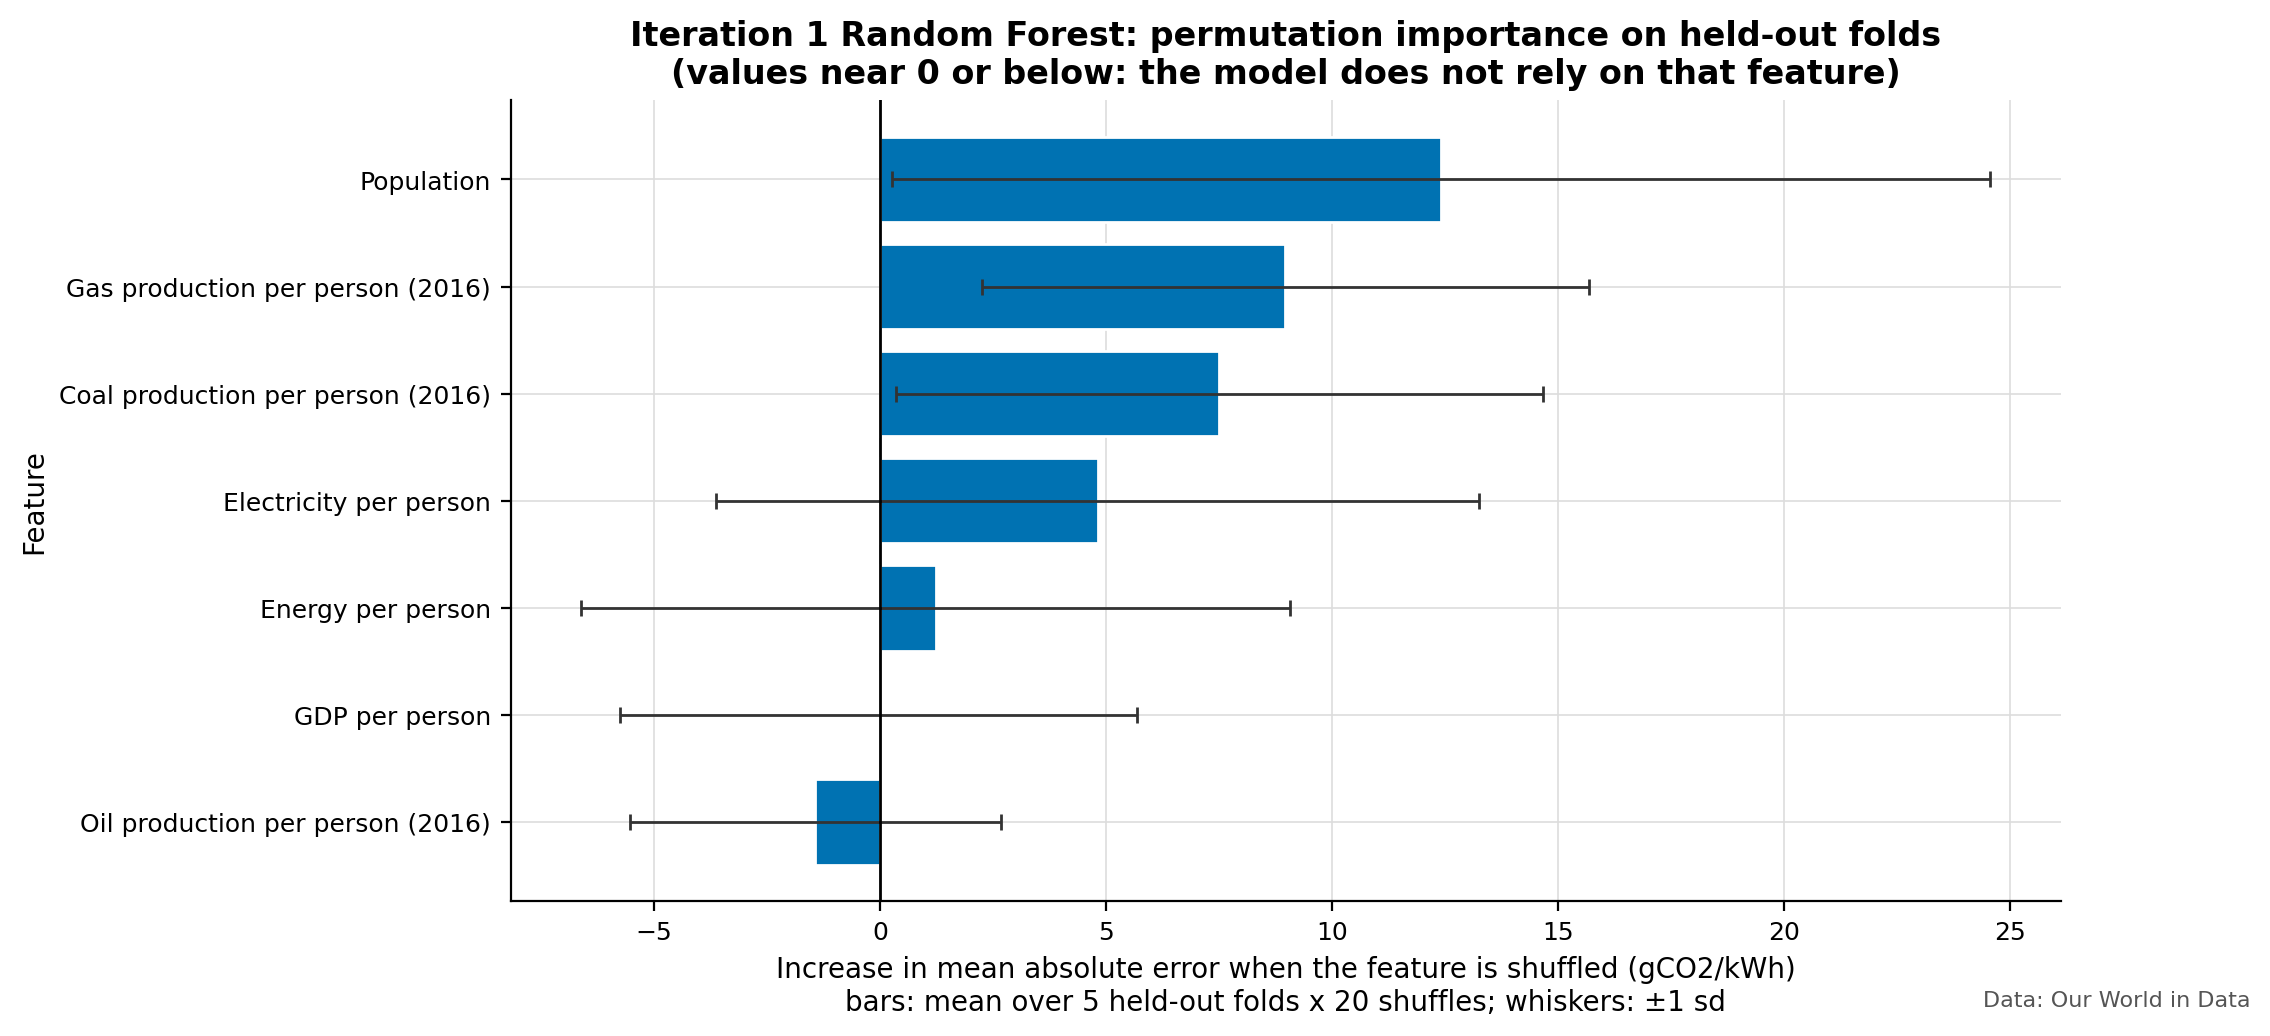 Iteration 1 Random Forest: permutation importance on held-out folds
(values near 0 or below: the model does not rely on that feature)
Feature
Population
Gas production per person (2016)
Coal production per person (2016)
Electricity per person
Energy per person
GDP per person
Oil production per person (2016)
−5 0 5 10 15 20 25
Increase in mean absolute error when the feature is shuffled (gCO2/kWh)
bars: mean over 5 held-out folds x 20 shuffles; whiskers: ±1 sd
Data: Our World in Data